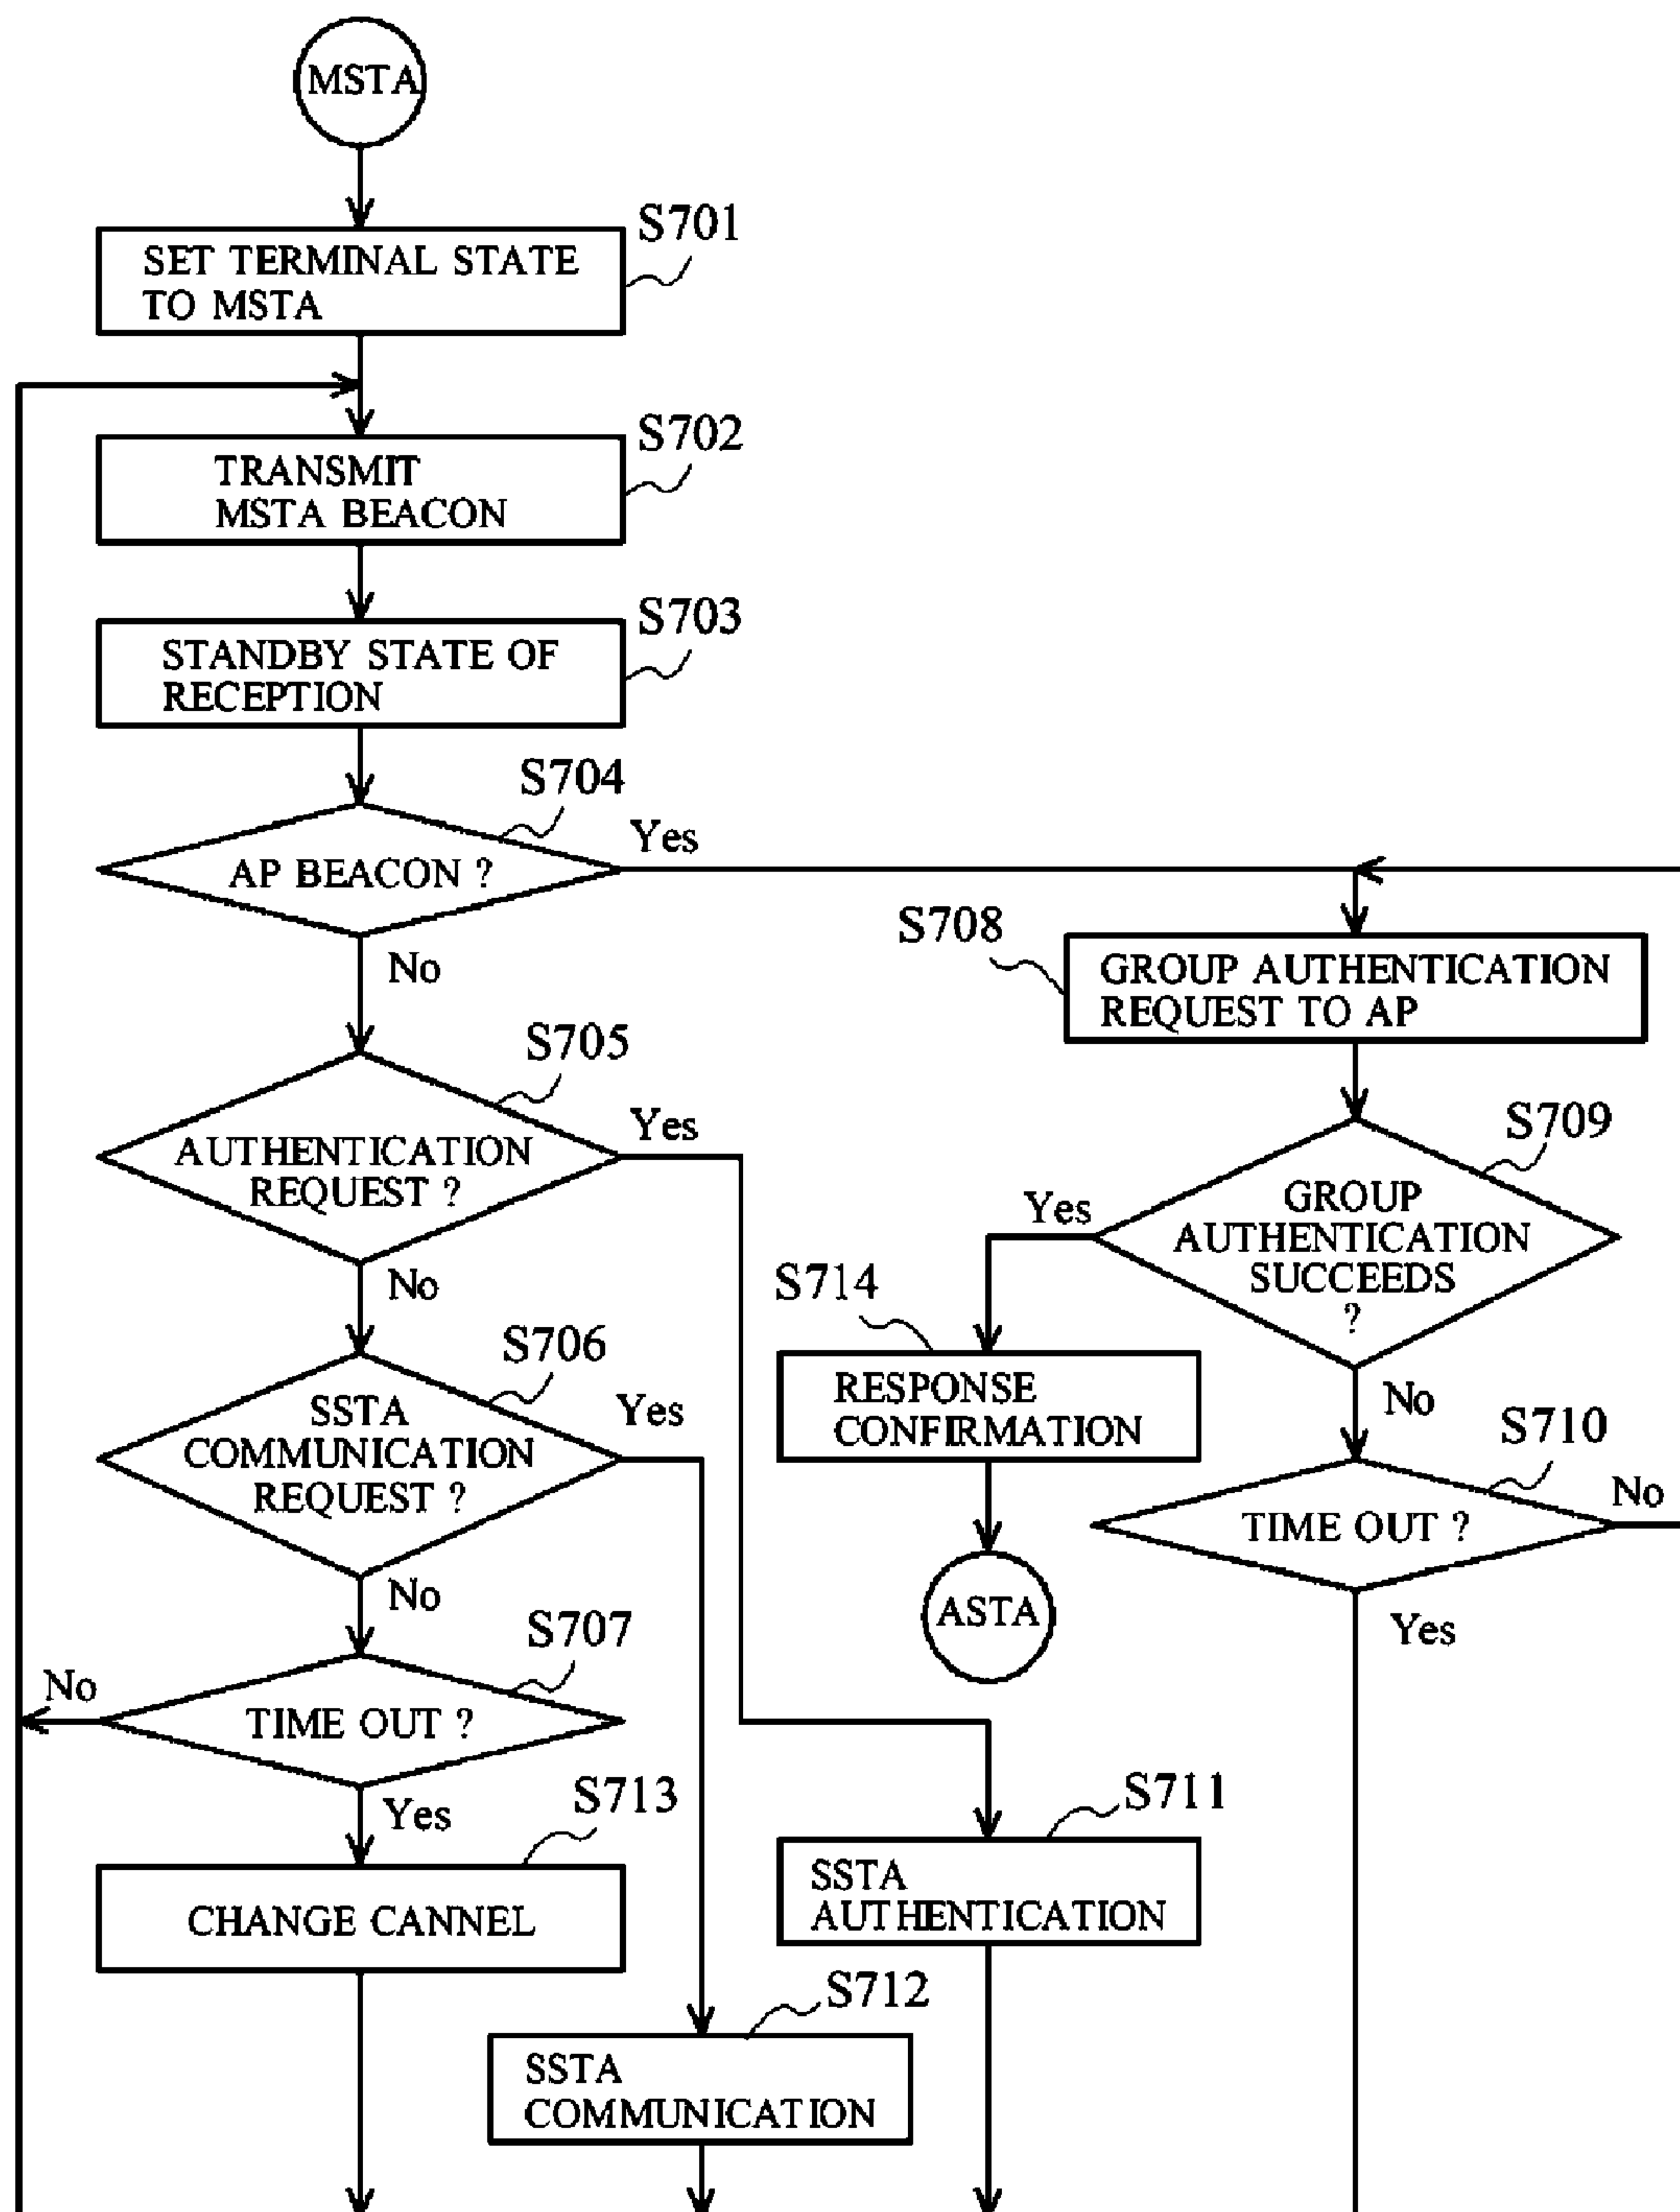 MSTA
S701
SET TERMINAL STATE
TO MSTA
S702
TRANSMIT
MSTA BEACON
S703
STANDBY STATE OF
RECEPTION
S704
AP BEACON ?
Yes
No
S708
GROUP AUTHENTICATION
REQUEST TO AP
S705
AUTHENTICATION
REQUEST ?
Yes
No
S709
GROUP
AUTHENTICATION
SUCCEEDS
?
Yes
No
S714
RESPONSE
CONFIRMATION
ASTA
S706
SSTA
COMMUNICATION
REQUEST ?
Yes
No
S710
TIME OUT ?
No
Yes
S707
TIME OUT ?
No
Yes
S713
CHANGE CANNEL
S711
SSTA
AUTHENTICATION
S712
SSTA
COMMUNICATION